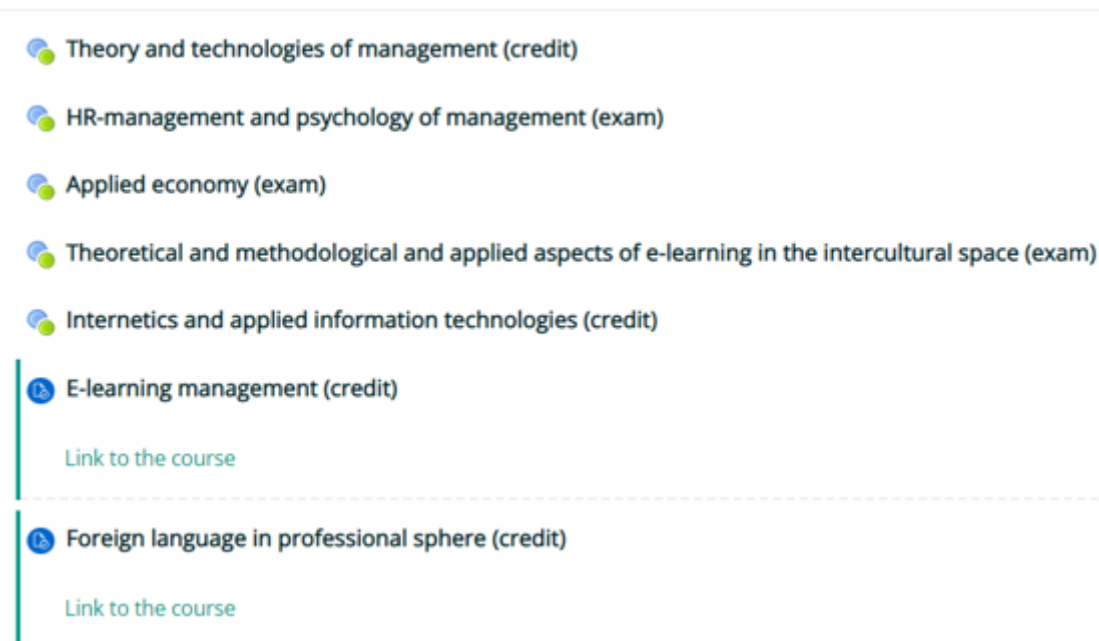 Theory and technologies of management (credit)
HR-management and psychology of management (exam)
Applied economy (exam)
Theoretical and methodological and applied aspects of e-learning in the intercultural space (exam)
Internetics and applied information technologies (credit)
E-learning management (credit)
Link to the course
Foreign language in professional sphere (credit)
Link to the course